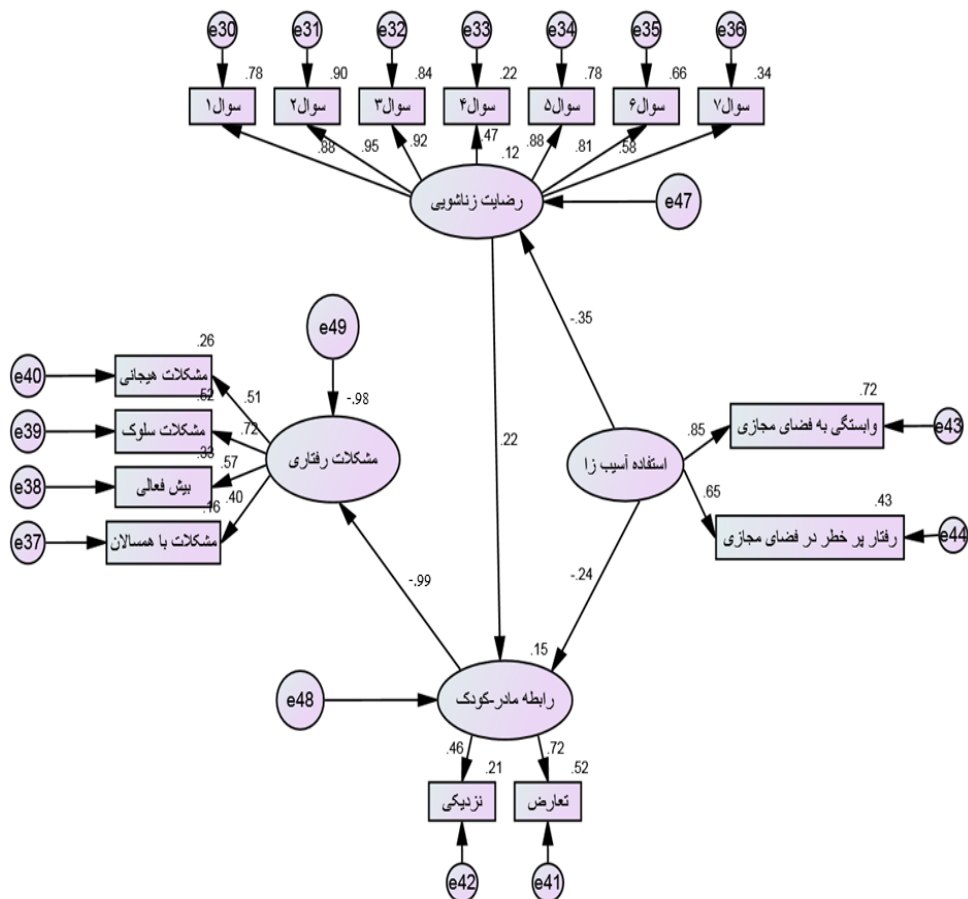 e30 e31 e32 e33 e34 e35 e36
.78 .90 .84 .22 .78 .66 .34
سوال۱ سوال۲ سوال۳ سوال۴ سوال۵ سوال۶ سوال۷
.88 .95 .92 .47 .88 .81 .58
.12
رضایت زناشویی
e47
e49
-.35
.26
e40
مشکلات هیجانی
.51
-.98
.52
.72
e39
مشکلات سلوک
.22
.72
.85
وابستگی به فضای مجازی
e43
مشکلات رفتاری
استفاده آسیب زا
.33
.57
e38
بیش فعالی
.40
.65
.43
.16
e37
مشکلات با همسالان
رفتار پر خطر در فضای مجازی
e44
-.99
-.24
.15
e48
رابطه مادر-کودک
.46 .72
.21 .52
نزدیکی تعارض
e42 e41